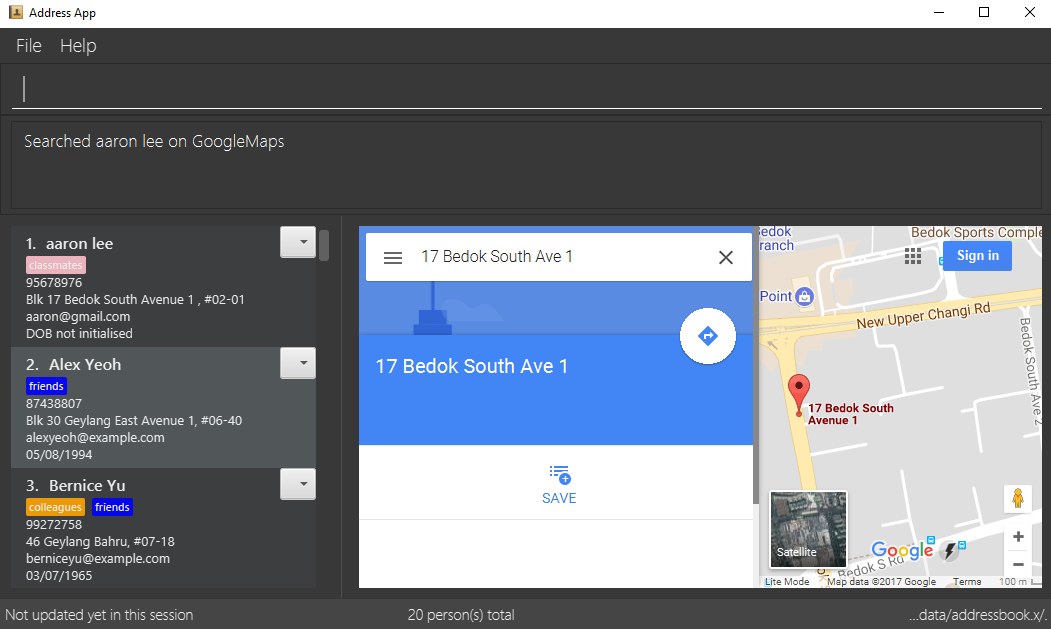 Address App
File Help
Searched aaron lee on GoogleMaps
1. aaron lee
classmates
95678976
Blk 17 Bedok South Avenue 1 , #02-01
aaron@gmail.com
DOB not initialised
2. Alex Yeoh
friends
87438807
Blk 30 Geylang East Avenue 1, #06-40
alexyeoh@example.com
05/08/1994
3. Bernice Yu
colleagues friends
99272758
46 Geylang Bahru, #07-18
berniceyu@example.com
03/07/1965
17 Bedok South Ave 1
17 Bedok South Ave 1
SAVE
Bedok Sports Comple
edok
ranch
Sign in
Point
New Upper Changi Rd
Bedok South Ave 2
17 Bedok South
Avenue 1
Satellite
Google
Bedok S Rd
Lite Mode Map data ©2017 Google Terms 100 m
Not updated yet in this session 20 person(s) total ...data/addressbook.x/.